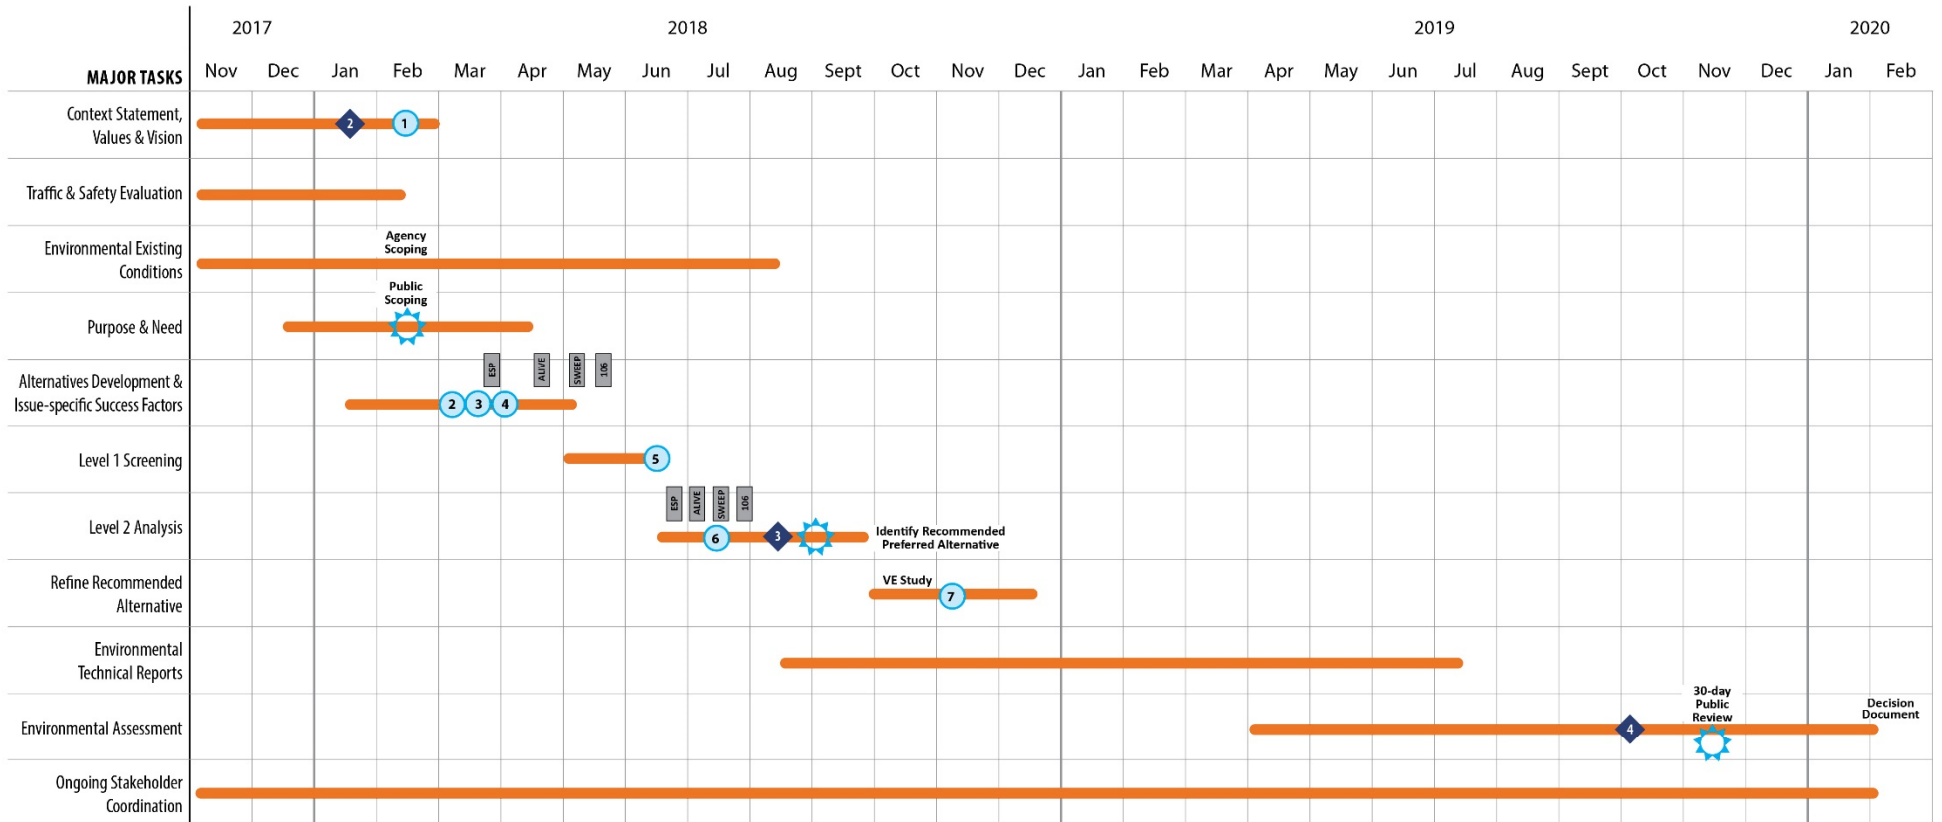 2017 2018 2019 2020
MAJOR TASKS Nov Dec Jan Feb Mar Apr May Jun Jul Aug Sept Oct Nov Dec Jan Feb Mar Apr May Jun Jul Aug Sept Oct Nov Dec Jan Feb
Context Statement,
Values & Vision
2 1
Traffic & Safety Evaluation
Environmental Existing
Conditions
Agency
Scoping
Purpose & Need
Public
Scoping
Alternatives Development &
Issue-specific Success Factors
ESP ALIVE SWEEP 106
2 3 4
Level 1 Screening
5
Level 2 Analysis
ESP ALIVE SWEEP 106
6 3
Identify Recommended
Preferred Alternative
Refine Recommended
Alternative
VE Study
7
Environmental
Technical Reports
Environmental Assessment
4
30-day
Public
Review
Decision
Document
Ongoing Stakeholder
Coordination